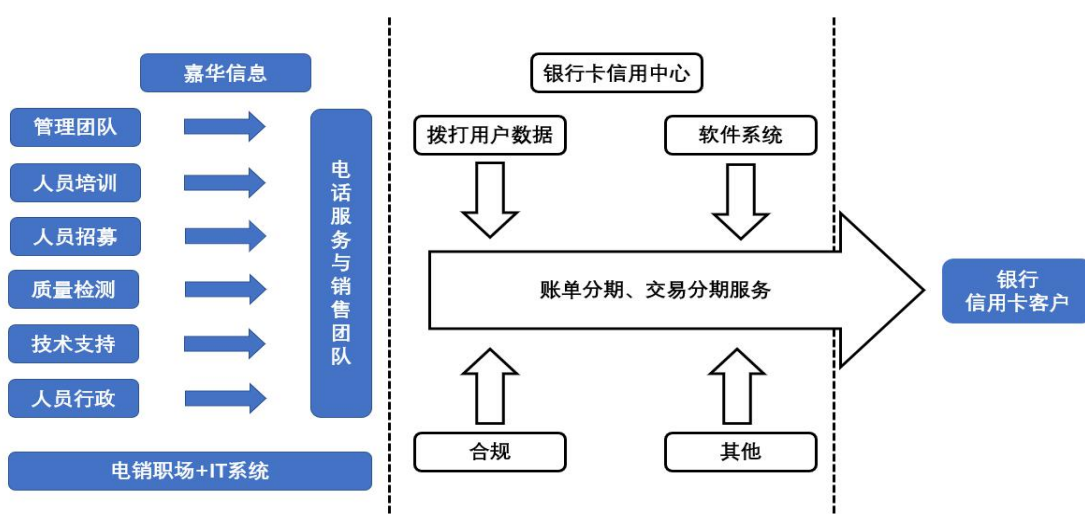 嘉华信息
管理团队
人员培训
人员招募
质量检测
技术支持
人员行政
电话服务与销售团队
电销职场+IT系统
银行卡信用中心
拨打用户数据
软件系统
账单分期、交易分期服务
合规
其他
银行
信用卡客户